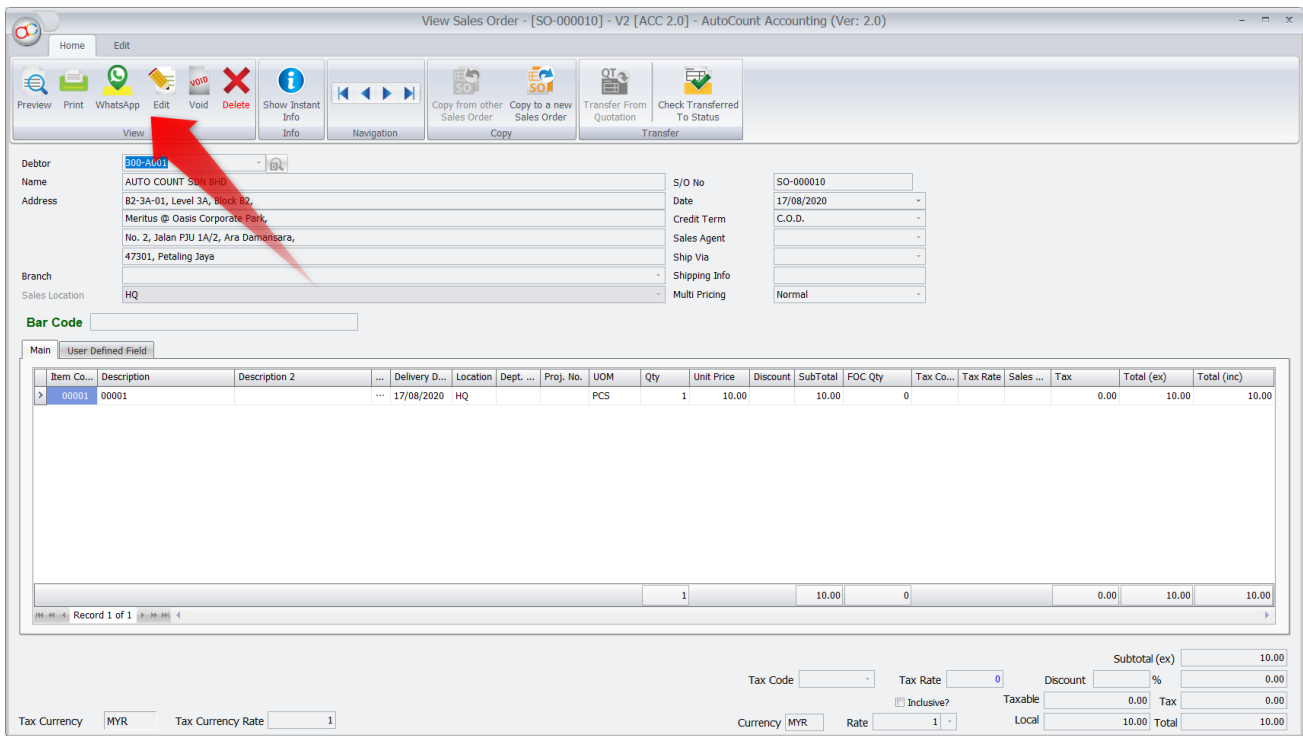 View Sales Order - [SO-000010] - V2 [ACC 2.0] - AutoCount Accounting (Ver: 2.0)
Home Edit
Preview Print WhatsApp Edit VOID Void Delete Show Instant Info SO Copy from other Sales Order SO Copy to a new Sales Order QT Transfer From Quotation Check Transferred To Status
View Info Navigation Copy Transfer
Debtor 300-A001
Name AUTO COUNT SDN BHD S/O No SO-000010
Address B2-3A-01, Level 3A, Block B2, Date 17/08/2020
Meritus @ Oasis Corporate Park, Credit Term C.O.D.
No. 2, Jalan PJU 1A/2, Ara Damansara, Sales Agent
47301, Petaling Jaya Ship Via
Branch Shipping Info
Sales Location HQ Multi Pricing Normal
Bar Code
Main User Defined Field
Item Co... Description Description 2 ... Delivery D... Location Dept. ... Proj. No. UOM Qty Unit Price Discount SubTotal FOC Qty Tax Co... Tax Rate Sales ... Tax Total (ex) Total (inc)
00001 00001 ... 17/08/2020 HQ PCS 1 10.00 10.00 0 0.00 10.00 10.00
1 10.00 0 0.00 10.00 10.00
Record 1 of 1
Subtotal (ex) 10.00
Tax Code Tax Rate 0 Discount % 0.00
Inclusive? Taxable 0.00 Tax 0.00
Tax Currency MYR Tax Currency Rate 1 Currency MYR Rate 1 Local 10.00 Total 10.00